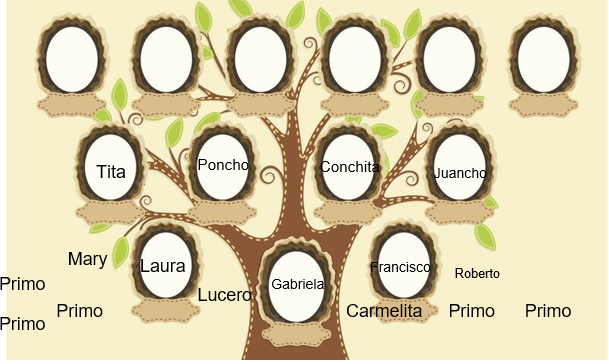 Tita
Poncho
Conchita
Juancho
Mary
Laura
Francisco
Roberto
Primo
Gabriela
Lucero
Primo
Carmelita
Primo
Primo
Primo